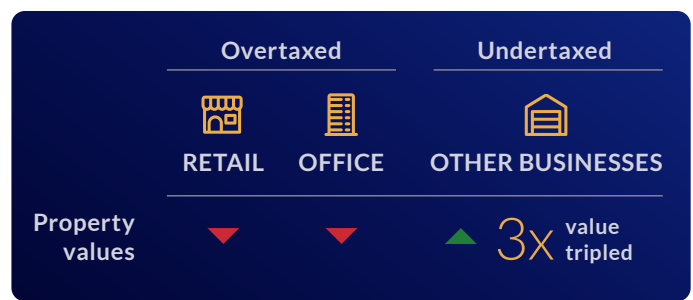 Overtaxed
Undertaxed
RETAIL
OFFICE
OTHER BUSINESSES
Property
values
3x
value
tripled